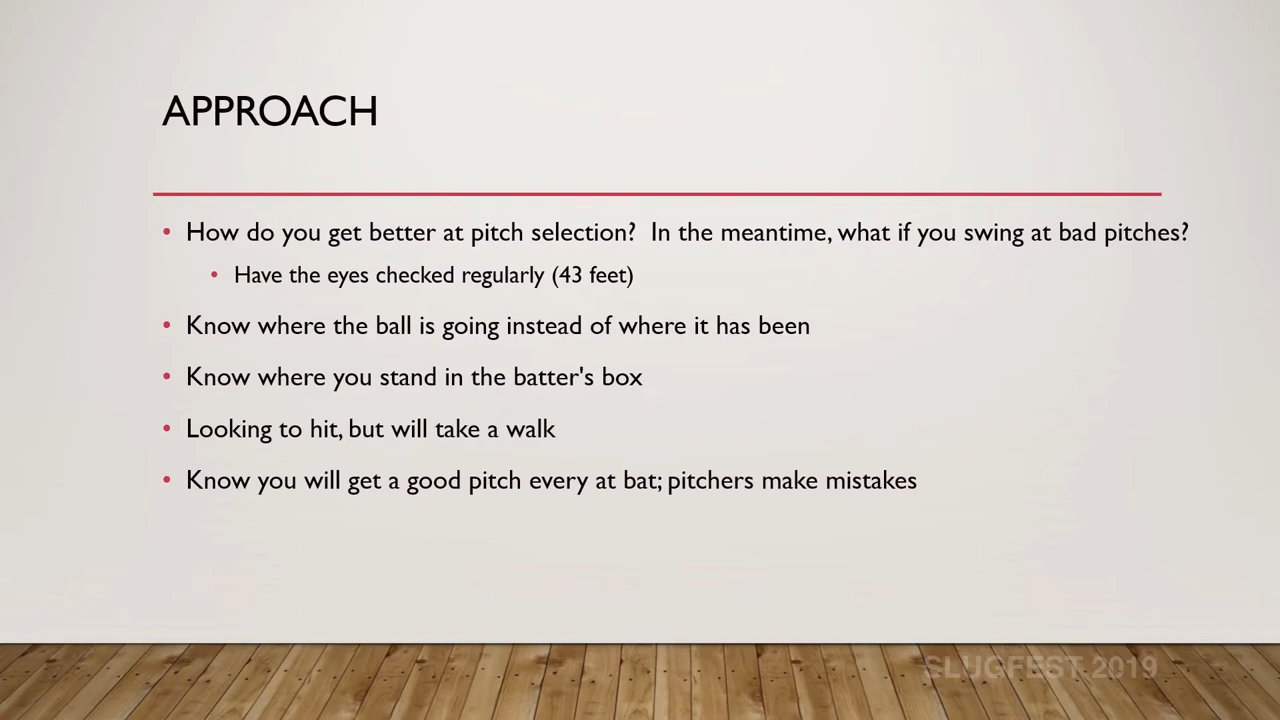 APPROACH
• How do you get better at pitch selection?  In the meantime, what if you swing at bad pitches?
• Have the eyes checked regularly (43 feet)
• Know where the ball is going instead of where it has been
• Know where you stand in the batter's box
• Looking to hit, but will take a walk
• Know you will get a good pitch every at bat; pitchers make mistakes
SLUGFEST 2019